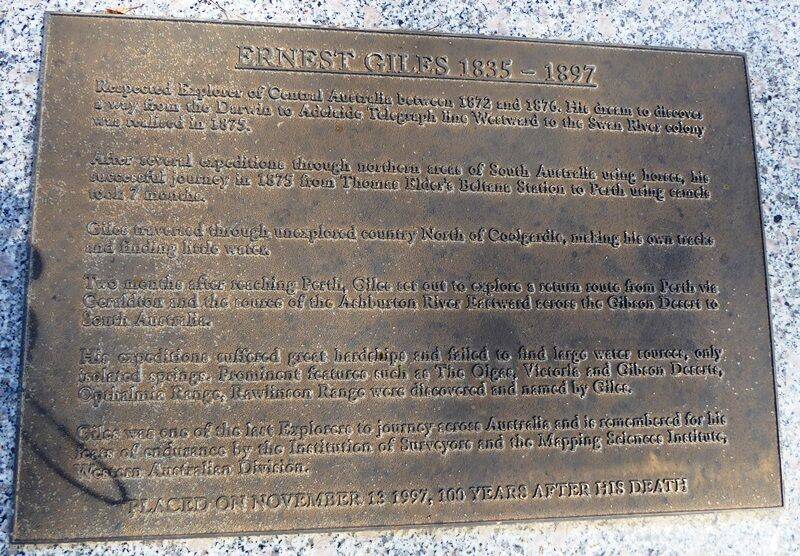 ERNEST GILES 1835 – 1897
Respected Explorer of Central Australia between 1872 and 1876. His dream to discover
a way from the Darwin to Adelaide Telegraph line Westward to the Swan River colony
was realised in 1875.
After several expeditions through northern areas of South Australia using horses, his
successful journey in 1875 from Thomas Elder's Beltana Station to Perth using camels
took 7 months.
Giles traversed through unexplored country North of Coolgardie, making his own tracks
and finding little water.
Two months after reaching Perth, Giles set out to explore a return route from Perth via
Geraldton and the source of the Ashburton River Eastward across the Gibson Desert to
South Australia.
His expeditions suffered great hardships and failed to find large water sources, only
isolated springs. Prominent features such as The Olgas, Victoria and Gibson Deserts,
Opthalmia Range, Rawlinson Range were discovered and named by Giles.
Giles was one of the last Explorers to journey across Australia and is remembered for his
feats of endurance by the Institution of Surveyors and the Mapping Sciences Institute,
Western Australian Division.
PLACED ON NOVEMBER 13 1997, 100 YEARS AFTER HIS DEATH